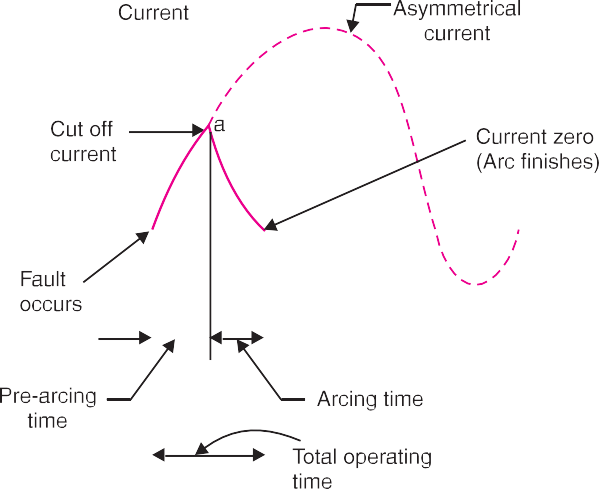 Current
Asymmetrical
current
Cut off
current
a
Current zero
(Arc finishes)
Fault
occurs
Pre-arcing
time
Arcing time
Total operating
time